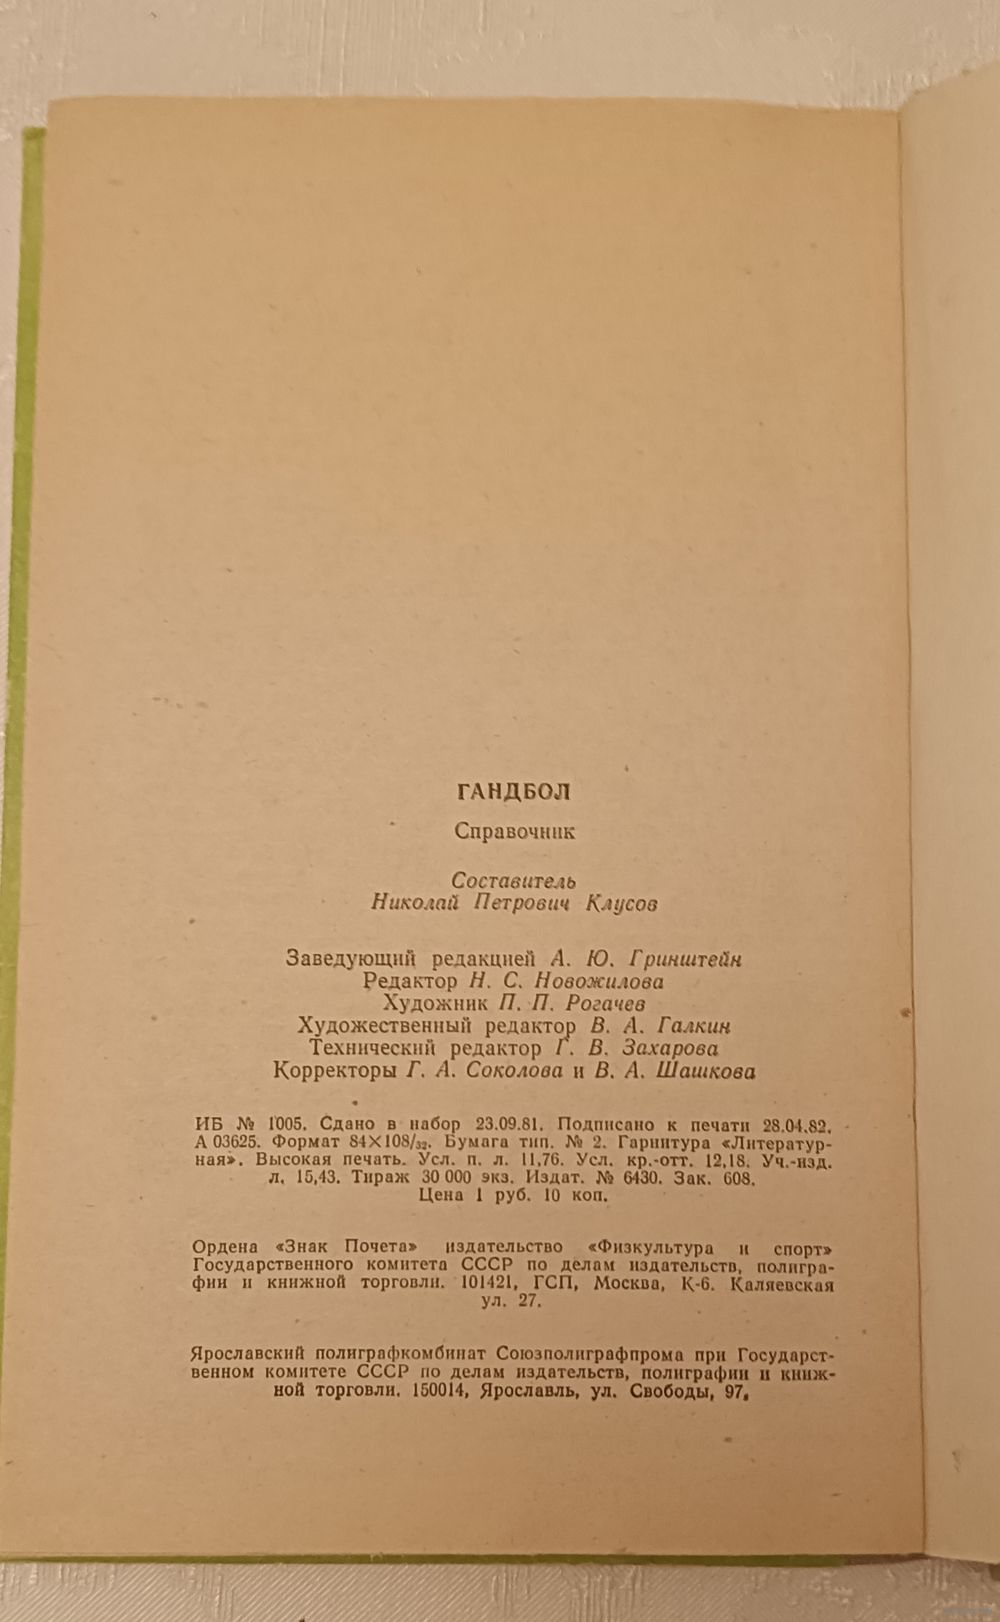 ГАНДБОЛ
Справочник
Составитель
Николай Петрович Клусов
Заведующий редакцией А. Ю. Гринштейн
Редактор Н. С. Новожилова
Художник П. П. Рогачев
Художественный редактор В. А. Галкин
Технический редактор Г. В. Захарова
Корректоры Г. А. Соколова и В. А. Шашкова
ИБ № 1005. Сдано в набор 23.09.81. Подписано к печати 28.04.82.
А 03625. Формат 84×108/32. Бумага тип. № 2. Гарнитура «Литератур-
ная». Высокая печать. Усл. п. л. 11,76. Усл. кр.-отт. 12,18. Уч.-изд.
л. 15,43. Тираж 30 000 экз. Издат. № 6430. Зак. 608.
Цена 1 руб. 10 коп.
Ордена «Знак Почета» издательство «Физкультура и спорт»
Государственного комитета СССР по делам издательств, полигра-
фии и книжной торговли. 101421, ГСП, Москва, К-6. Каляевская
ул. 27.
Ярославский полиграфкомбинат Союзполиграфпрома при Государст-
венном комитете СССР по делам издательств, полиграфии и книж-
ной торговли. 150014, Ярославль, ул. Свободы, 97.